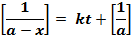 [1/(a − x)] = kt + [1/a]